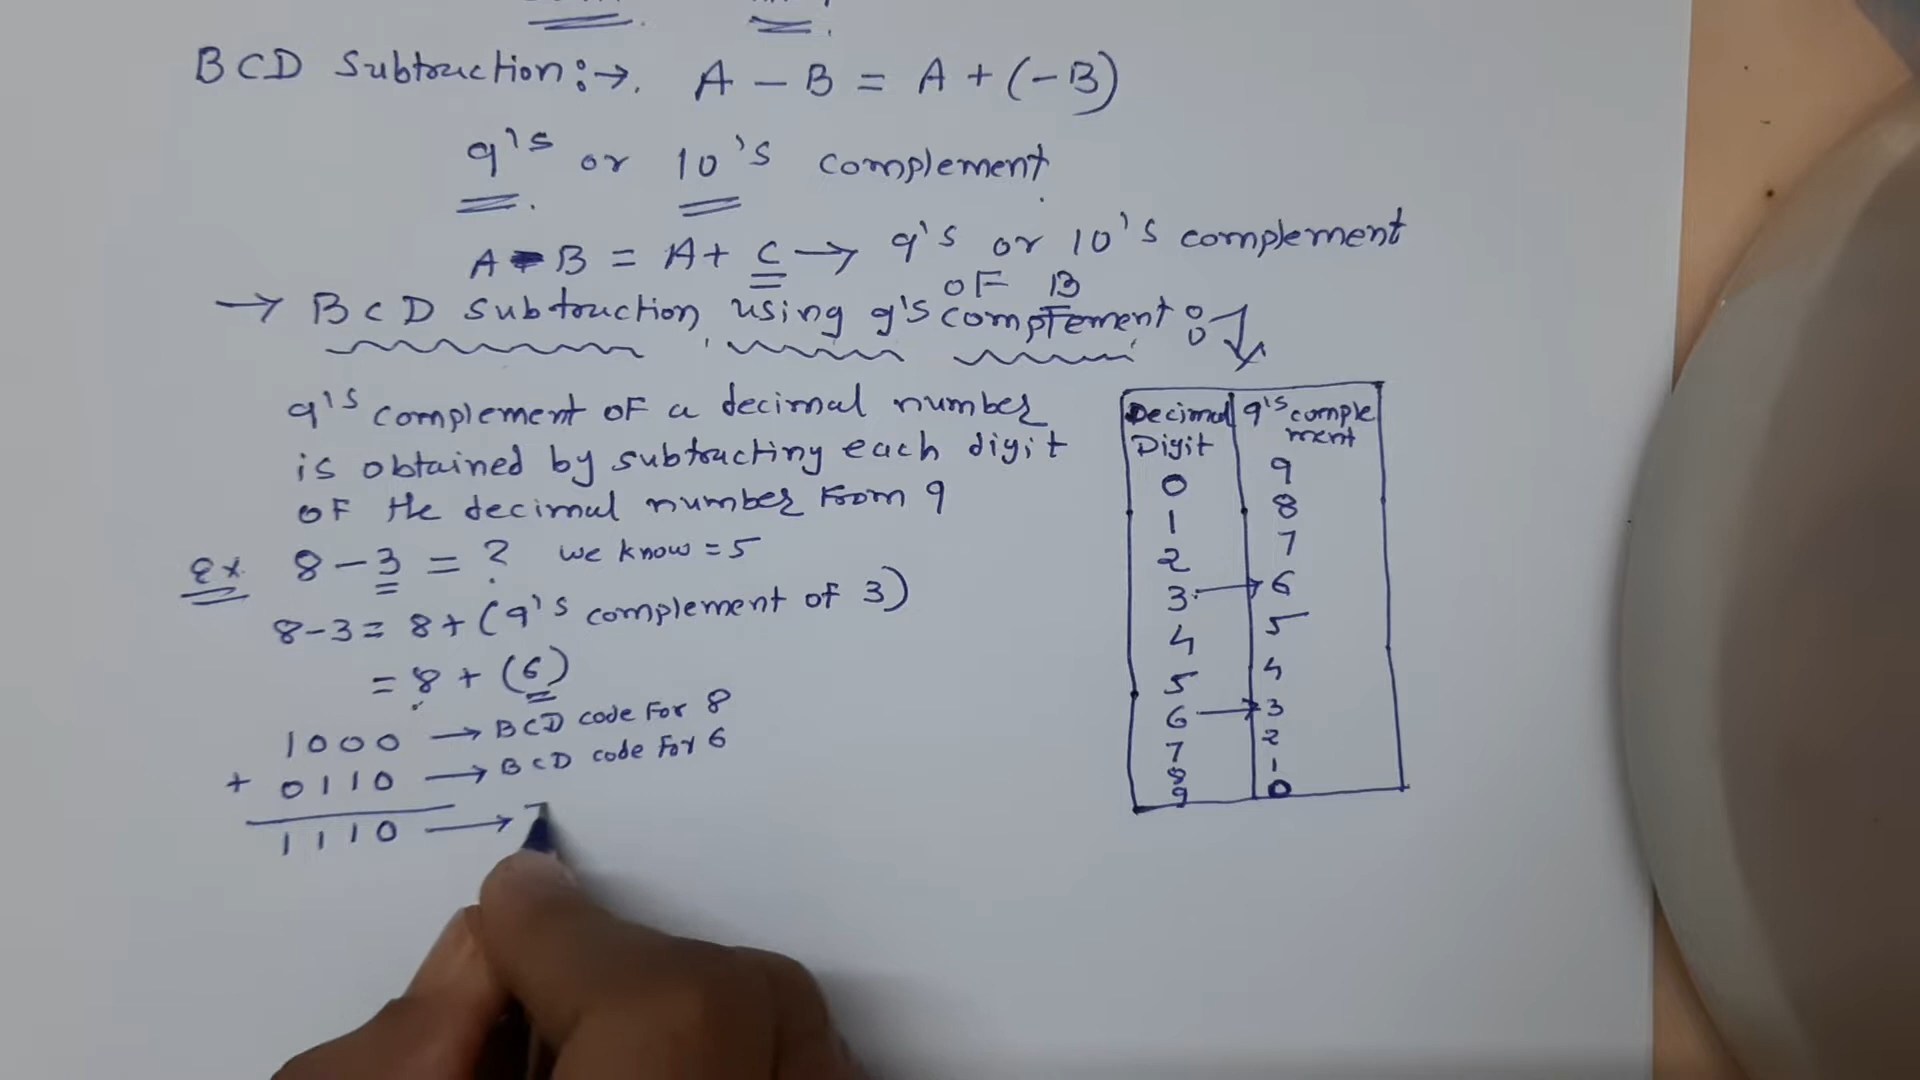 BCD Subtraction :→. A - B = A + (-B)
9's or 10's complement
A - B = A + C → 9's or 10's complement
OF B
→ BCD subtraction using 9's complement :
9's complement OF a decimal number
is obtained by subtracting each digit
OF the decimal number From 9
Ex 8 - 3 = ? we know = 5
8-3 = 8 + (9's complement of 3)
= 8 + (6)
1000 → BCD code For 8
+ 0110 → BCD code For 6
1110 →
Decimal Digit 9's complement
0 9
1 8
2 7
3 → 6
4 5
5 4
6 → 3
7 2
8 1
9 0